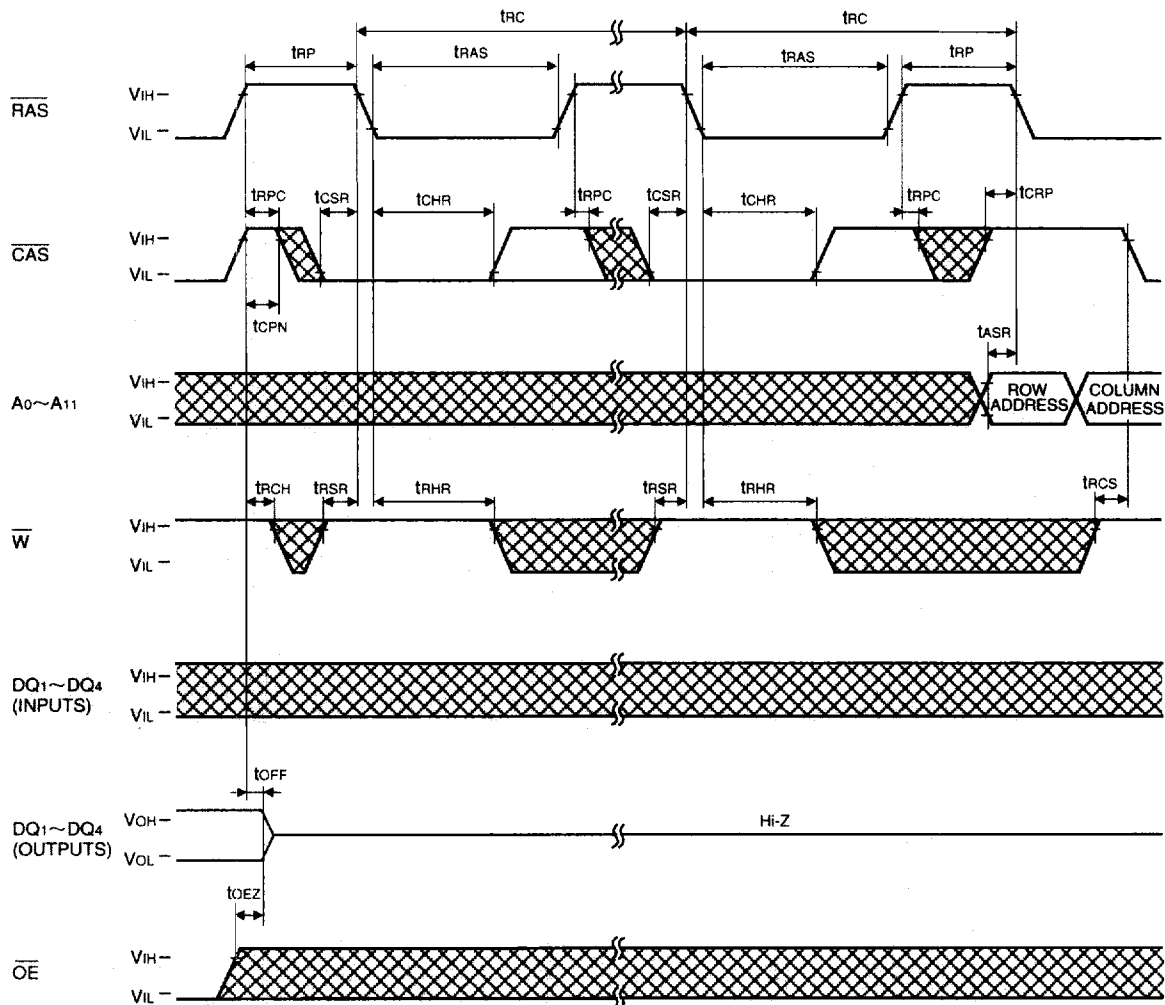 tRC tRC
tRP tRAS tRAS tRP
RAS
VIH
VIL
tRPC tCSR tCHR tRPC tCSR tCHR tRPC tCRP
CAS
VIH
VIL
tCPN
tASR
A0~A11
VIH
VIL
ROW ADDRESS
COLUMN ADDRESS
tRCH tRSR tRHR tRSR tRHR tRCS
W
VIH
VIL
DQ1~DQ4
(INPUTS)
VIH
VIL
tOFF
DQ1~DQ4
(OUTPUTS)
VOH
VOL
Hi-Z
tOEZ
OE
VIH
VIL